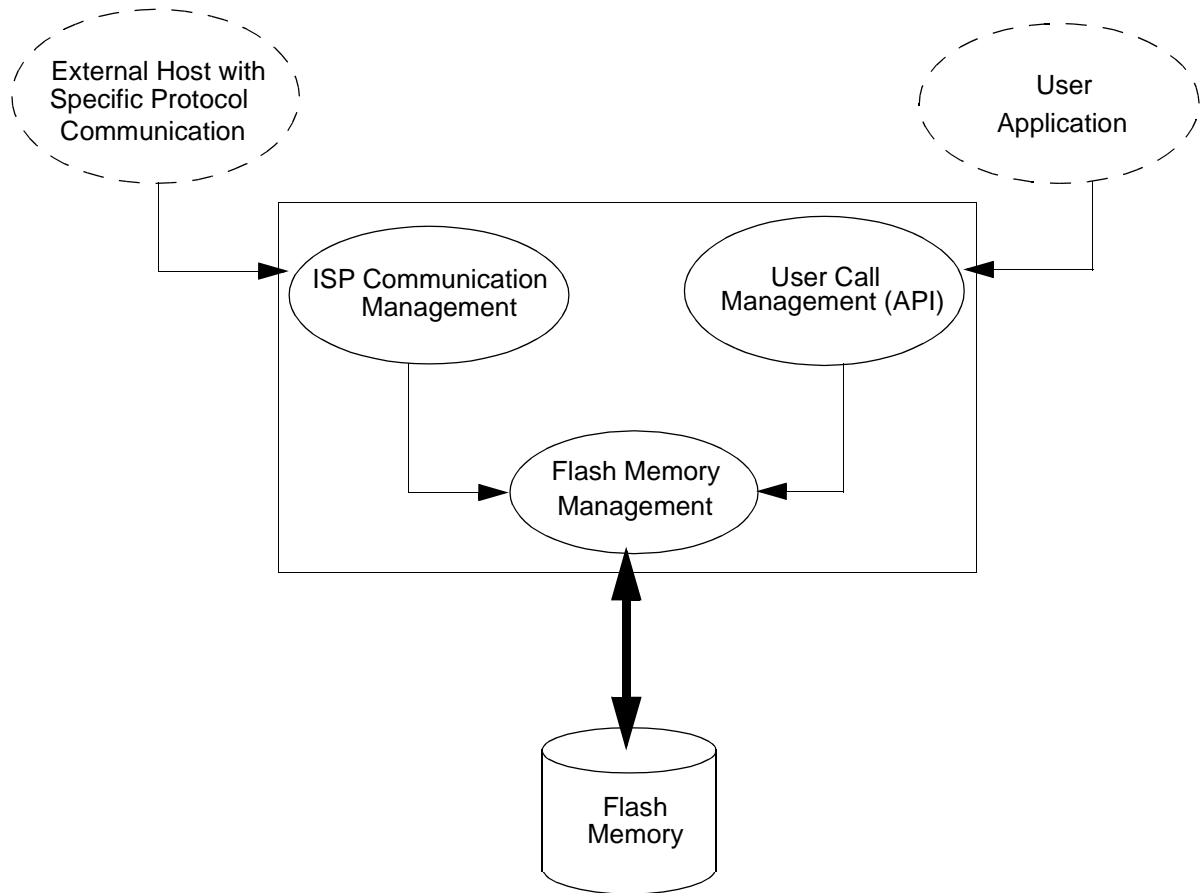 External Host with
Specific Protocol
Communication
User
Application
ISP Communication
Management
User Call
Management (API)
Flash Memory
Management
Flash
Memory